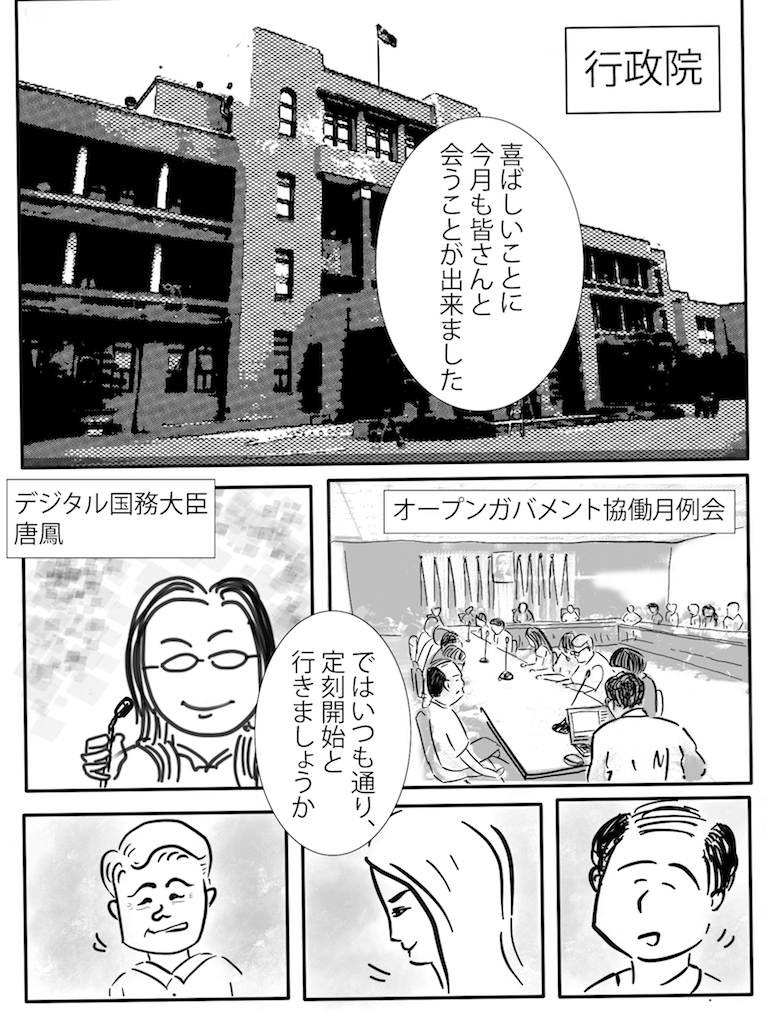 行政院
喜ばしいことに
今月も皆さんと
会うことが出来ました
オープンガバメント協働月例会
デジタル国務大臣
唐鳳
ではいつも通り、
定刻開始と
行きましょうか